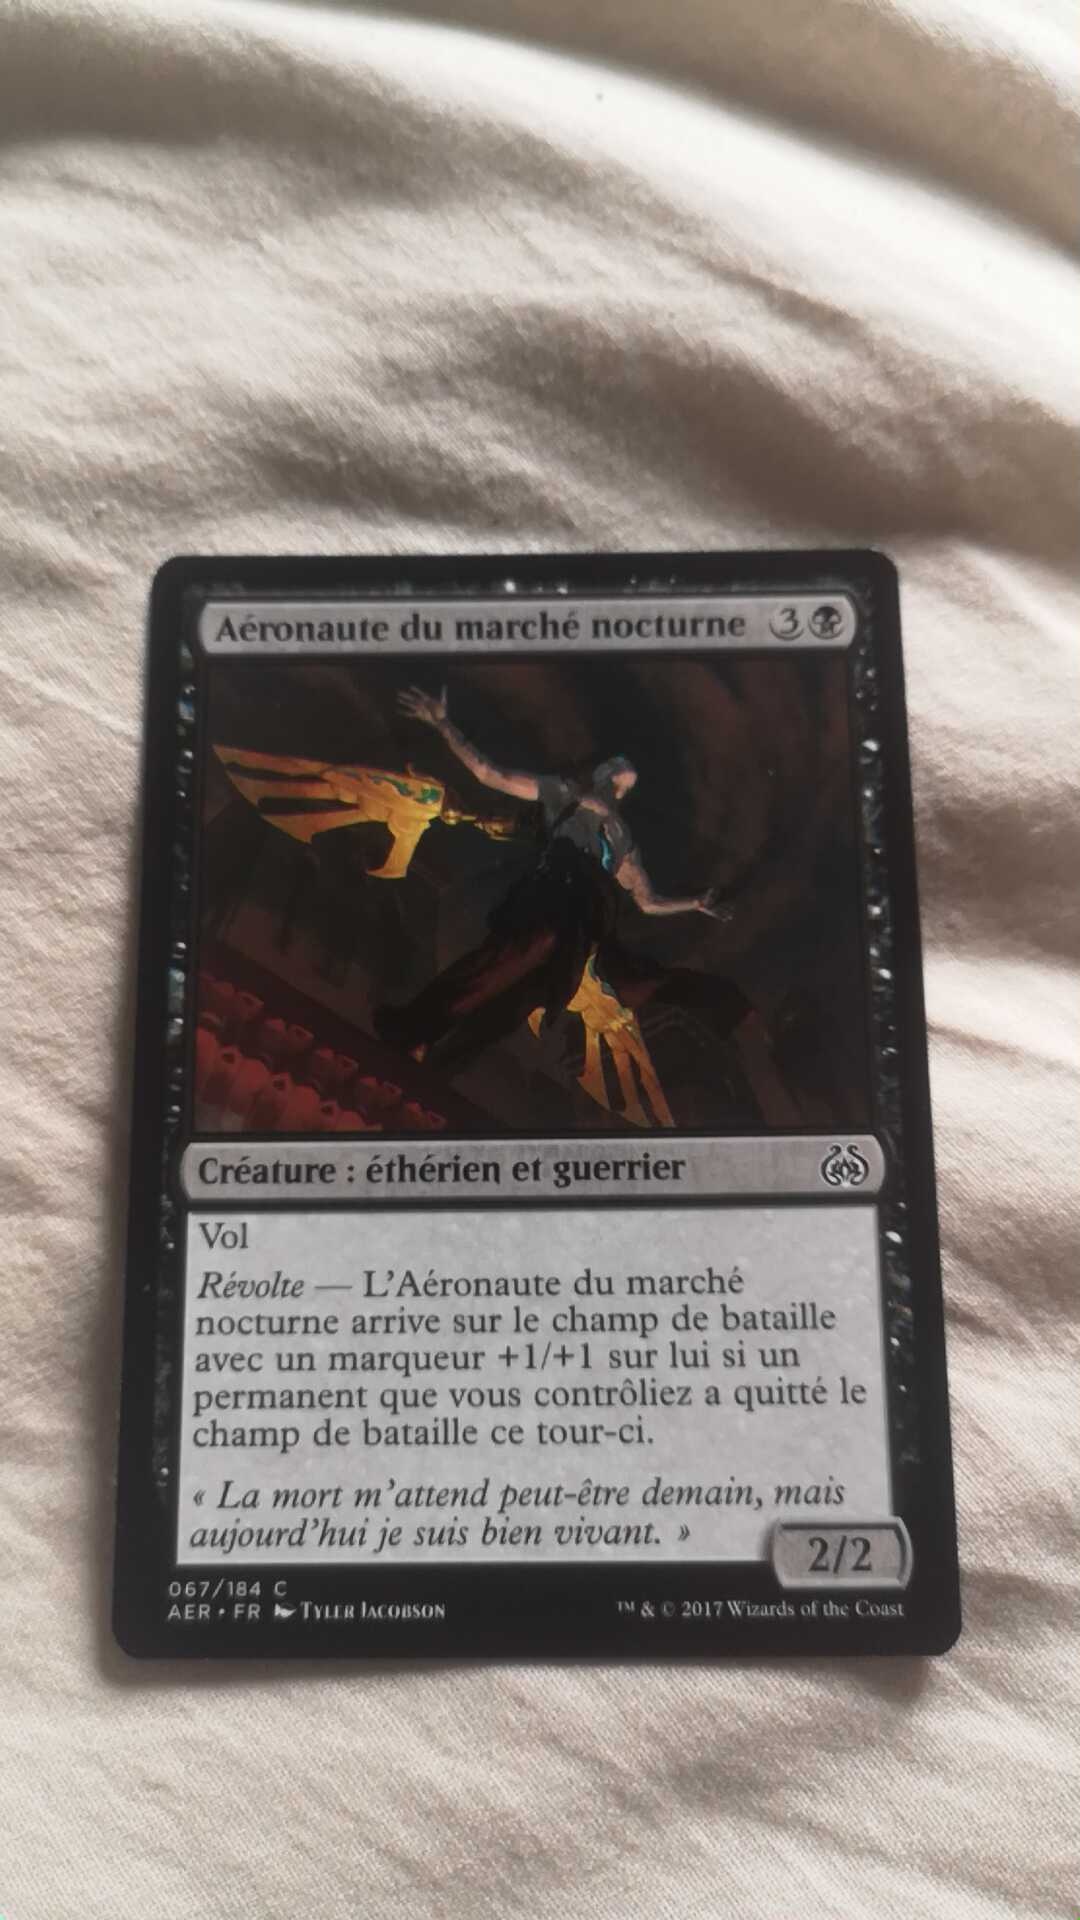 Aéronaute du marché nocturne 3
Créature : éthérien et guerrier
Vol
Révolte — L'Aéronaute du marché
nocturne arrive sur le champ de bataille
avec un marqueur +1/+1 sur lui si un
permanent que vous contrôliez a quitté le
champ de bataille ce tour-ci.
« La mort m'attend peut-être demain, mais
aujourd'hui je suis bien vivant. »
2/2
067/184 C
AER • FR Tyler Jacobson
™ & © 2017 Wizards of the Coast